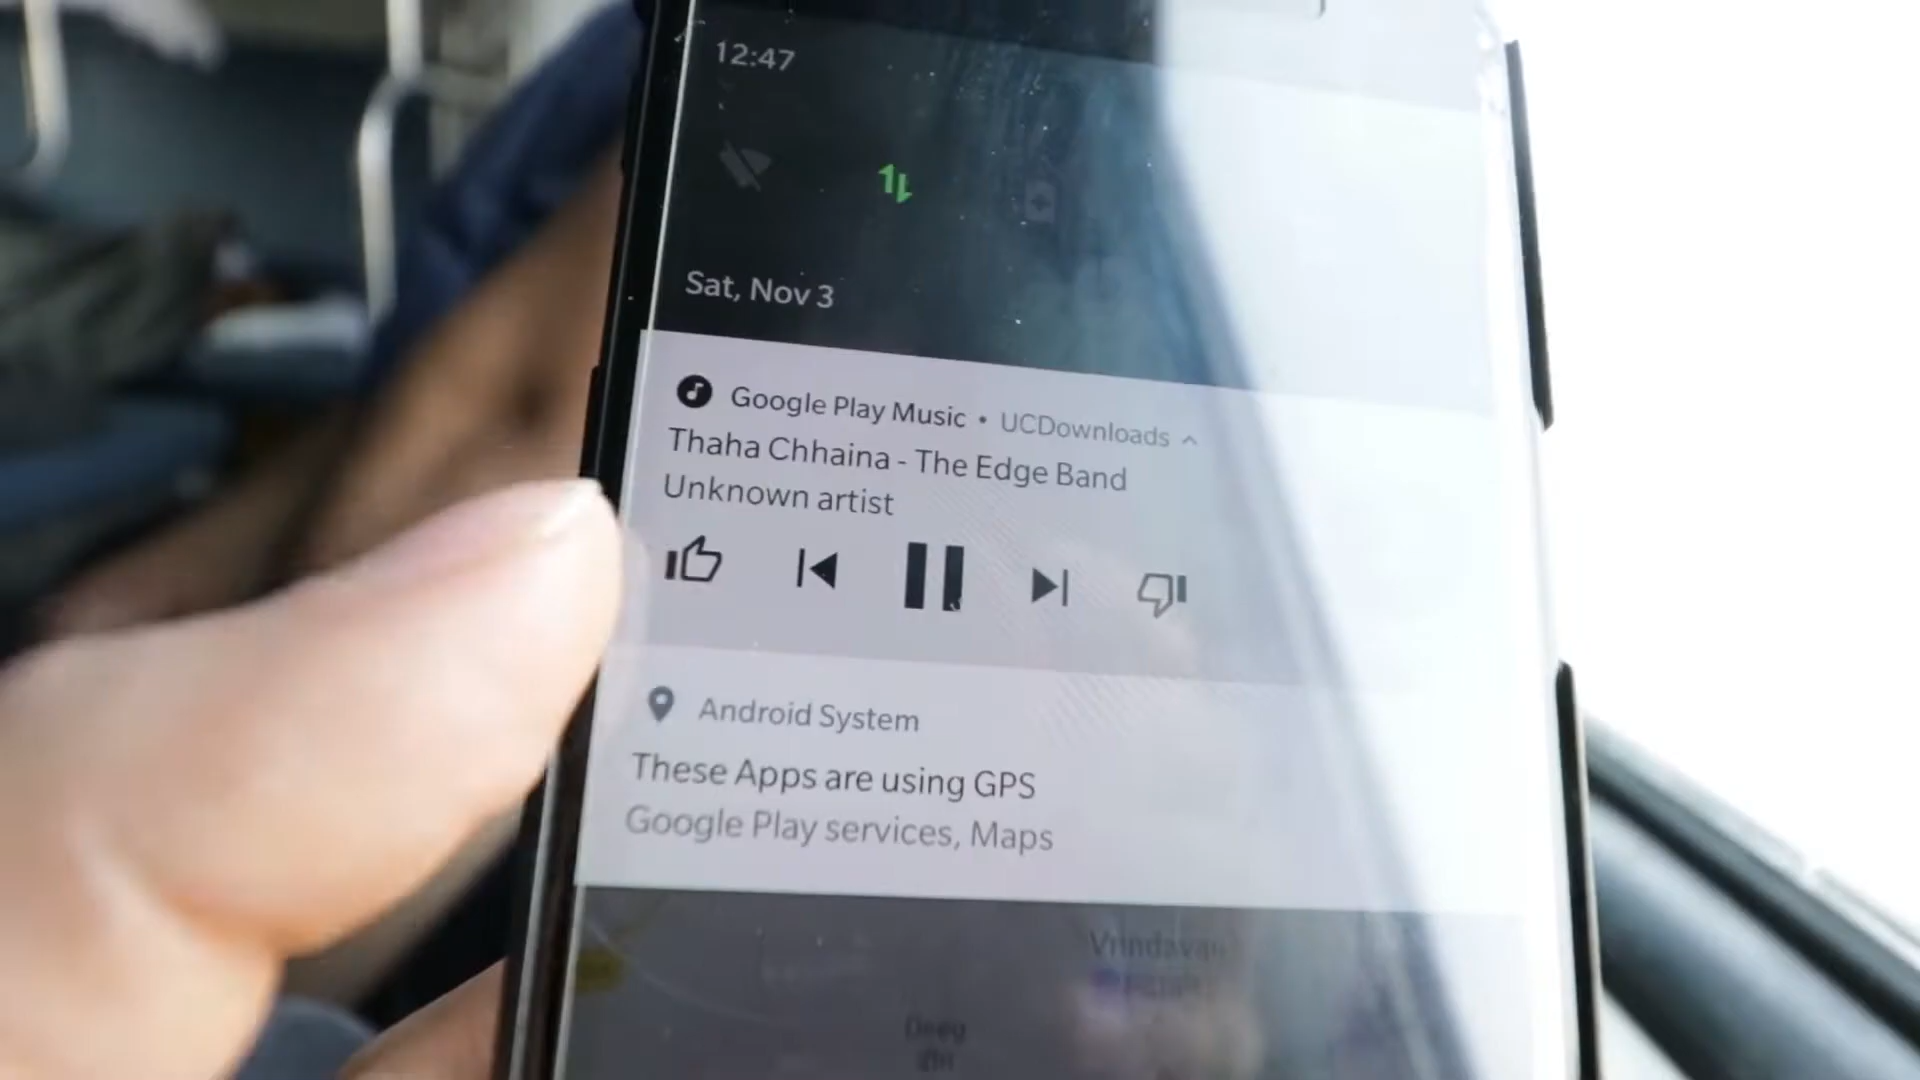 12:47
Sat, Nov 3
Google Play Music • UCDownloads
Thaha Chhaina - The Edge Band
Unknown artist
Android System
These Apps are using GPS
Google Play services, Maps
Deeg